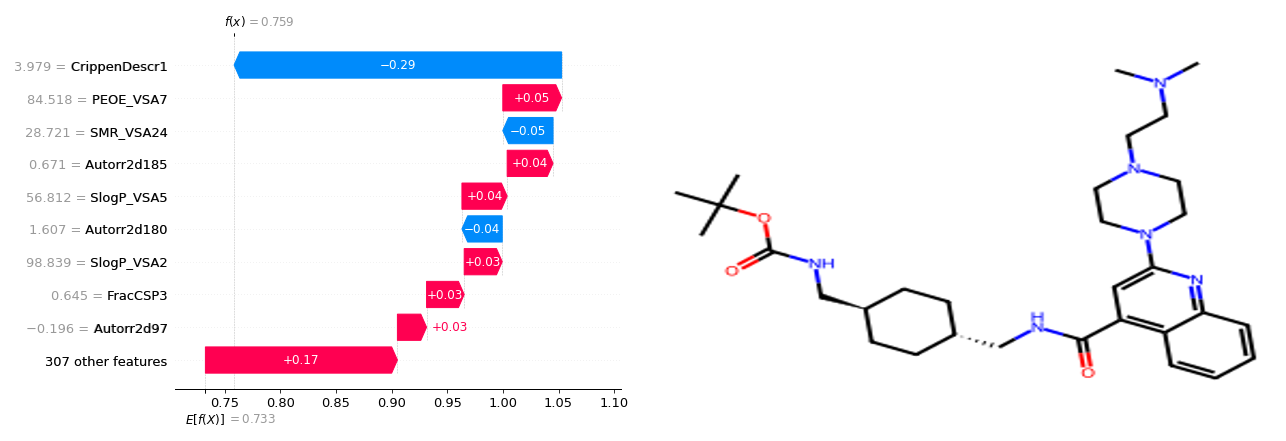 f(x) = 0.759
3.979 = CrippenDescr1
−0.29
84.518 = PEOE_VSA7
+0.05
28.721 = SMR_VSA24
−0.05
0.671 = Autorr2d185
+0.04
56.812 = SlogP_VSA5
+0.04
1.607 = Autorr2d180
−0.04
98.839 = SlogP_VSA2
+0.03
0.645 = FracCSP3
+0.03
−0.196 = Autorr2d97
+0.03
307 other features
+0.17
0.75 0.80 0.85 0.90 0.95 1.00 1.05 1.10
E[f(X)] = 0.733
N
N
N
O
O
NH
N
H
N
O